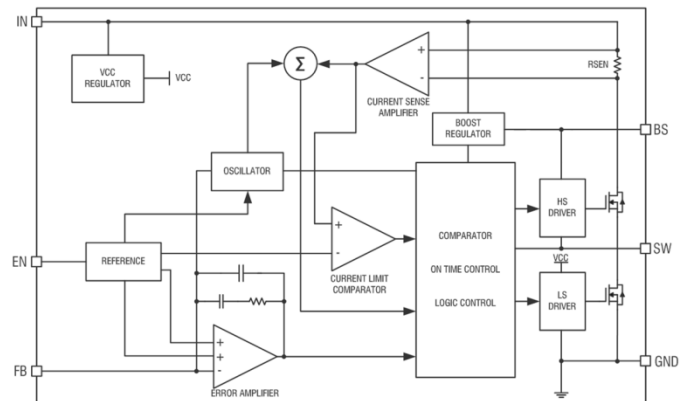 IN
VCC
REGULATOR
VCC
Σ
+
-
CURRENT SENSE
AMPLIFIER
RSEN
BOOST
REGULATOR
BS
OSCILLATOR
HS
DRIVER
+
-
CURRENT LIMIT
COMPARATOR
COMPARATOR
ON TIME CONTROL
LOGIC CONTROL
EN
REFERENCE
SW
VCC
LS
DRIVER
+
+
-
ERROR AMPLIFIER
FB
GND